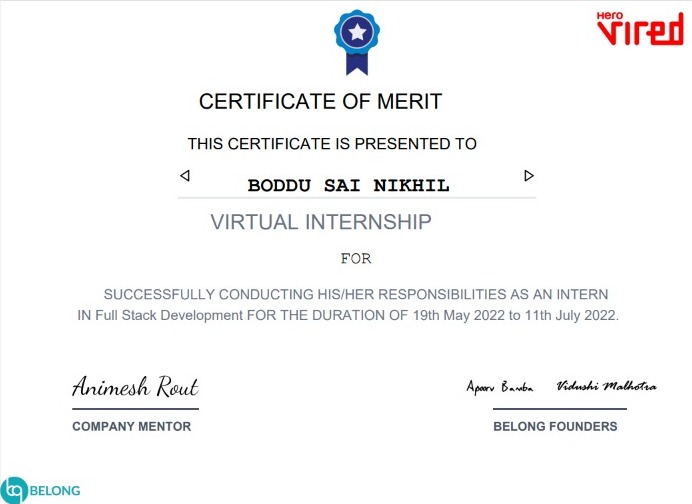 Hero
Vired
CERTIFICATE OF MERIT
THIS CERTIFICATE IS PRESENTED TO
BODDU SAI NIKHIL
VIRTUAL INTERNSHIP
FOR
SUCCESSFULLY CONDUCTING HIS/HER RESPONSIBILITIES AS AN INTERN
IN Full Stack Development FOR THE DURATION OF 19th May 2022 to 11th July 2022.
Animesh Rout
COMPANY MENTOR
Apoorv Bamba Vidushi Malhotra
BELONG FOUNDERS
BELONG